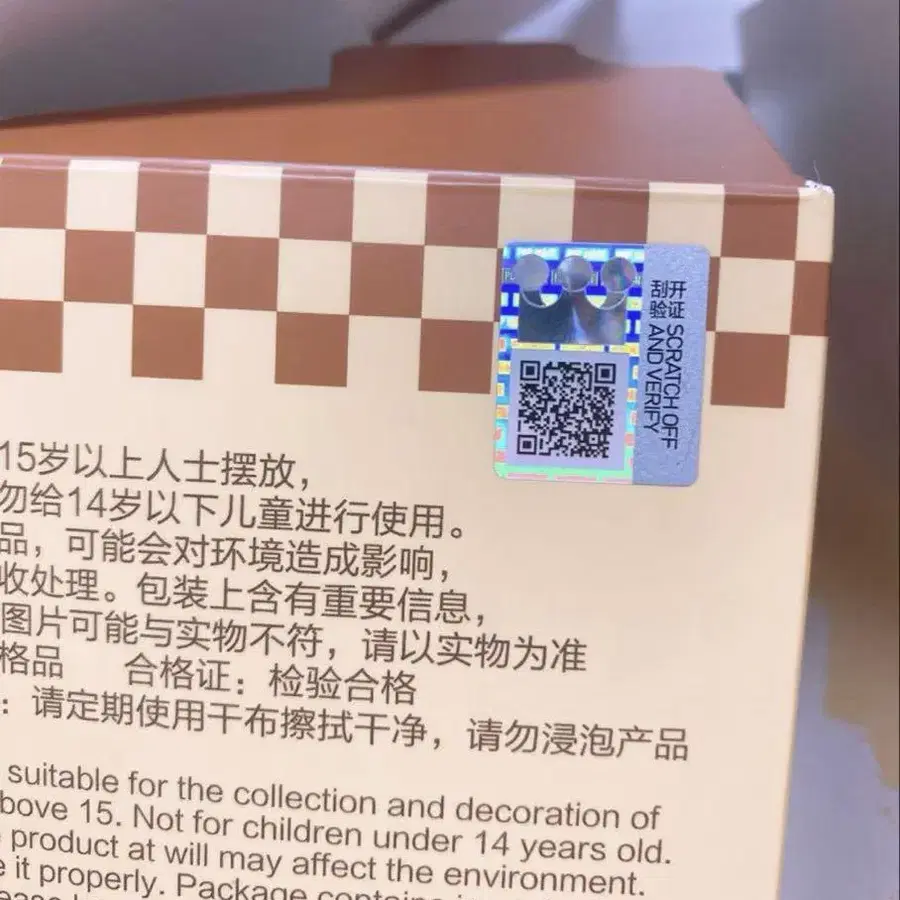 刮开
验证
SCRATCH OFF
AND VERIFY
15岁以上人士摆放，
勿给14岁以下儿童进行使用。
品，可能会对环境造成影响，
收处理。包装上含有重要信息，
图片可能与实物不符，请以实物为准
格品 合格证：检验合格
：请定期使用干布擦拭干净，请勿浸泡产品
suitable for the collection and decoration of
bove 15. Not for children under 14 years old.
product at will may affect the environment.
e it properly. Package contains